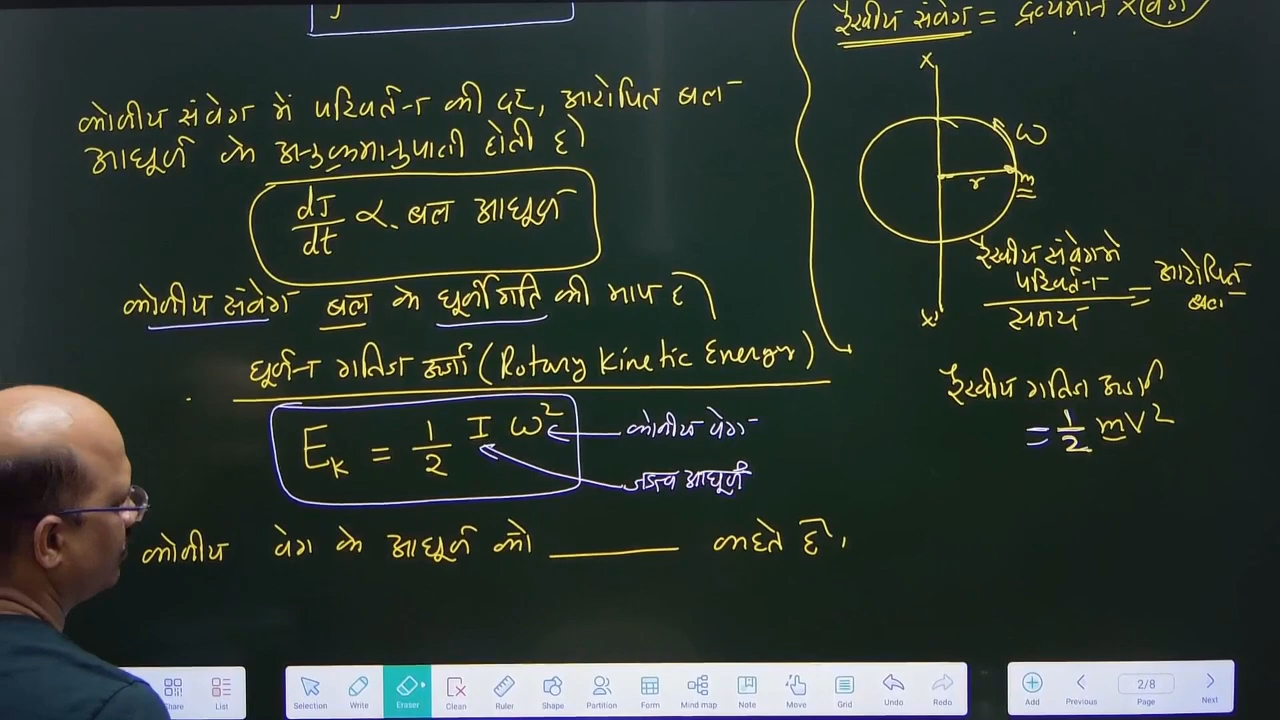 रैखीय संवेग = द्रव्यमान × वेग
कोणीय संवेग में परिवर्तन की दर, आरोपित बल
आघूर्ण के अनुक्रमानुपाती होती है।
dJ/dt ∝ बल आघूर्ण
कोणीय संवेग बल के घूर्णगति की माप है
घूर्णन गतिज ऊर्जा (Rotary Kinetic Energy)
E_k = 1/2 I ω²
कोणीय वेग
जड़त्व आघूर्ण
कोणीय वेग के आघूर्ण को ______ कहते है।
X
ω
r
m
X'
रैखीय संवेग मे
परिवर्तन
समय
= आरोपित
बल
रैखीय गतिज ऊर्जा
= 1/2 mV²
Share
List
Selection
Write
Eraser
Clean
Ruler
Shape
Partition
Form
Mind map
Note
Move
Grid
Undo
Redo
Add
Previous
2/8
Page
Next